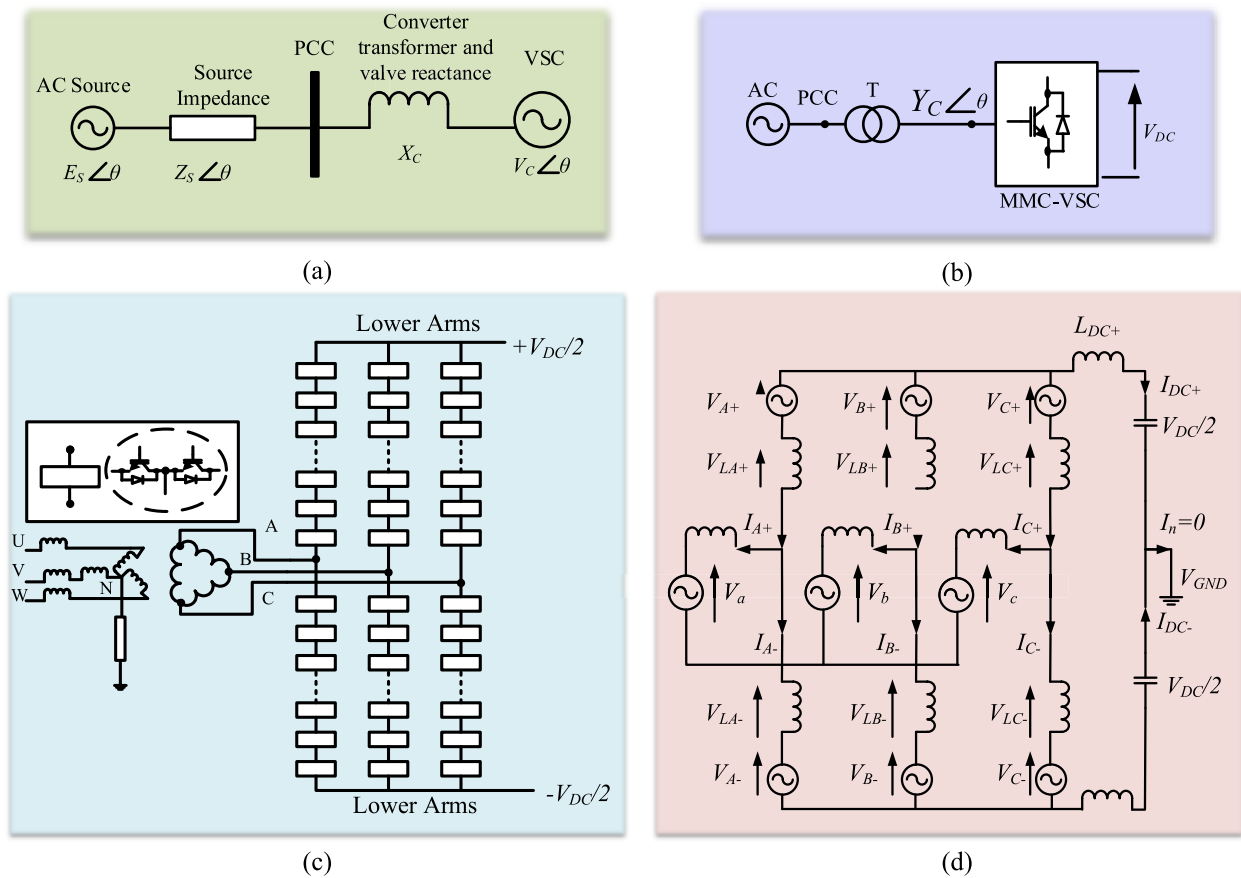 AC Source
Source
Impedance
PCC
Converter
transformer and
valve reactance
VSC
E_S∠θ
Z_S∠θ
X_C
V_C∠θ
(a)
AC
PCC
T
Y_C∠θ
V_DC
MMC-VSC
(b)
Lower Arms
+V_DC/2
A
B
C
U
V
W
N
-V_DC/2
Lower Arms
(c)
L_DC+
I_DC+
V_A+
V_B+
V_C+
V_DC/2
V_LA+
V_LB+
V_LC+
I_A+
I_B+
I_C+
I_n=0
V_a
V_b
V_c
V_GND
I_DC-
I_A-
I_B-
I_C-
V_DC/2
V_LA-
V_LB-
V_LC-
V_A-
V_B-
V_C-
(d)